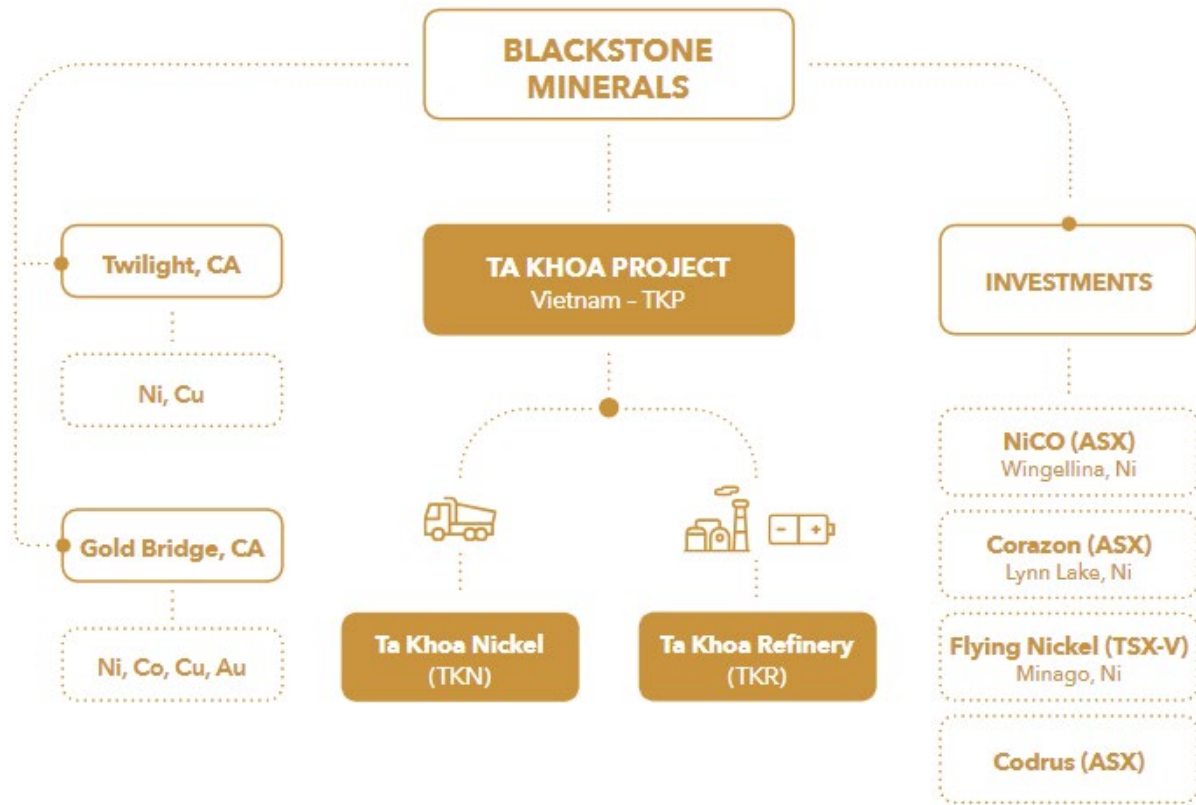 BLACKSTONE
MINERALS
Twilight, CA
Ni, Cu
Gold Bridge, CA
Ni, Co, Cu, Au
TA KHOA PROJECT
Vietnam – TKP
Ta Khoa Nickel
(TKN)
Ta Khoa Refinery
(TKR)
INVESTMENTS
NiCO (ASX)
Wingellina, Ni
Corazon (ASX)
Lynn Lake, Ni
Flying Nickel (TSX-V)
Minago, Ni
Codrus (ASX)